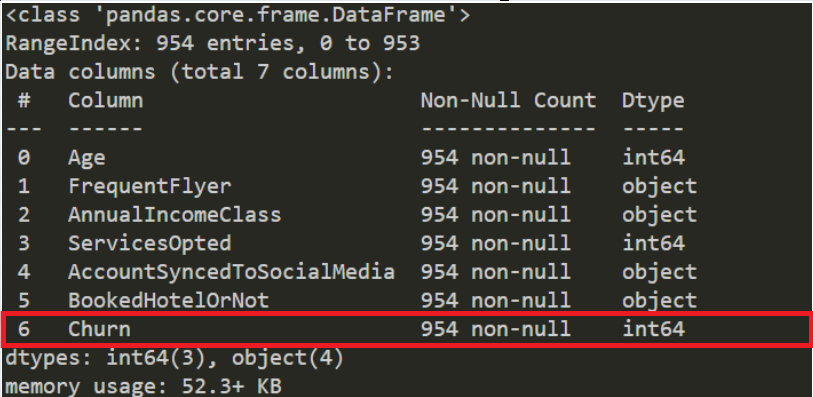 <class 'pandas.core.frame.DataFrame'>
RangeIndex: 954 entries, 0 to 953
Data columns (total 7 columns):
 #   Column                      Non-Null Count  Dtype
---  ------                      --------------  -----
 0   Age                         954 non-null    int64
 1   FrequentFlyer               954 non-null    object
 2   AnnualIncomeClass           954 non-null    object
 3   ServicesOpted               954 non-null    int64
 4   AccountSyncedToSocialMedia  954 non-null    object
 5   BookedHotelOrNot            954 non-null    object
 6   Churn                       954 non-null    int64
dtypes: int64(3), object(4)
memory usage: 52.3+ KB